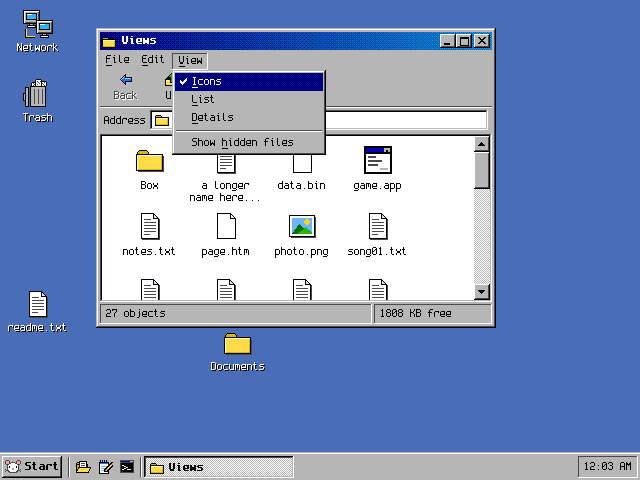 Network
Trash
readme.txt
Views
File Edit View
Back
Icons
List
Details
Show hidden files
Address
Box
a longer
name here...
data.bin
game.app
notes.txt
page.htm
photo.png
song01.txt
27 objects
1808 KB free
Documents
Start
Views
12:03 AM